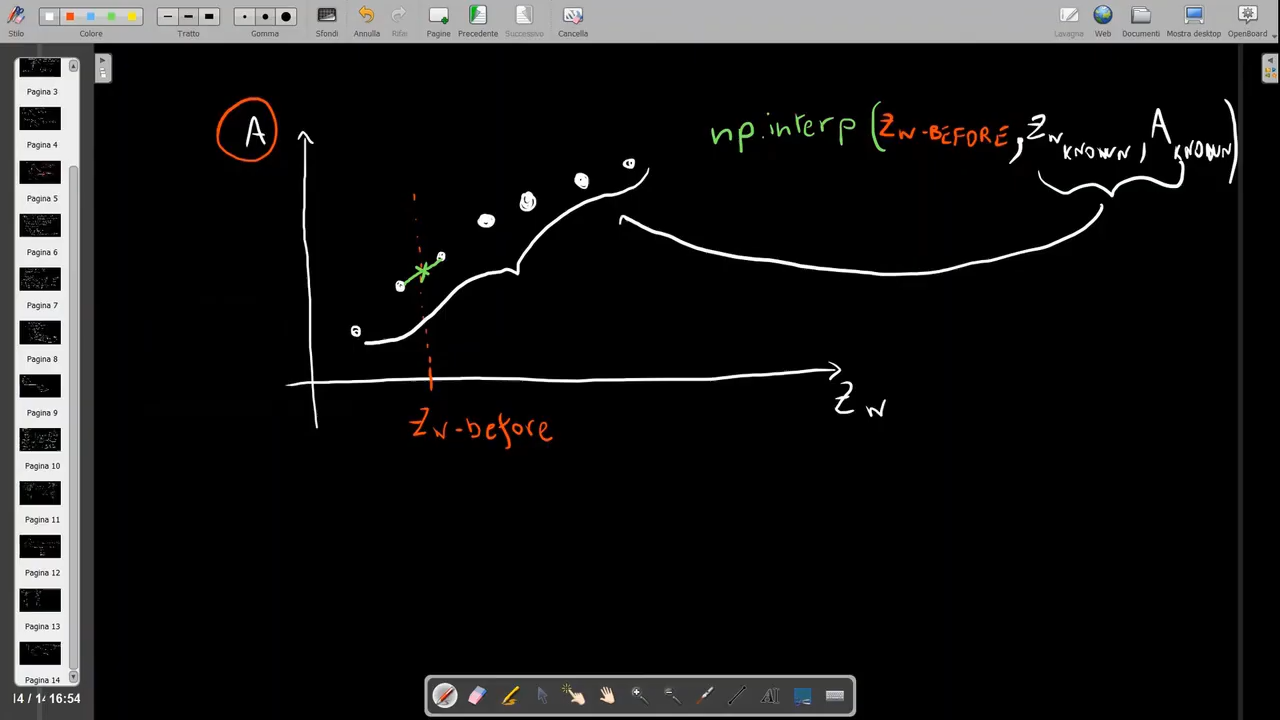 Stilo Colore Tratto Gomma Sfondi Annulla Rifai Pagine Precedente Successivo Cancella Lavagna Web Documenti Mostra desktop OpenBoard
Pagina 3
Pagina 4
Pagina 5
Pagina 6
Pagina 7
Pagina 8
Pagina 9
Pagina 10
Pagina 11
Pagina 12
Pagina 13
Pagina 14
16:54
A
np.interp (Zw-BEFORE, Zw KNOWN, A KNOWN)
Zw
Zw-before